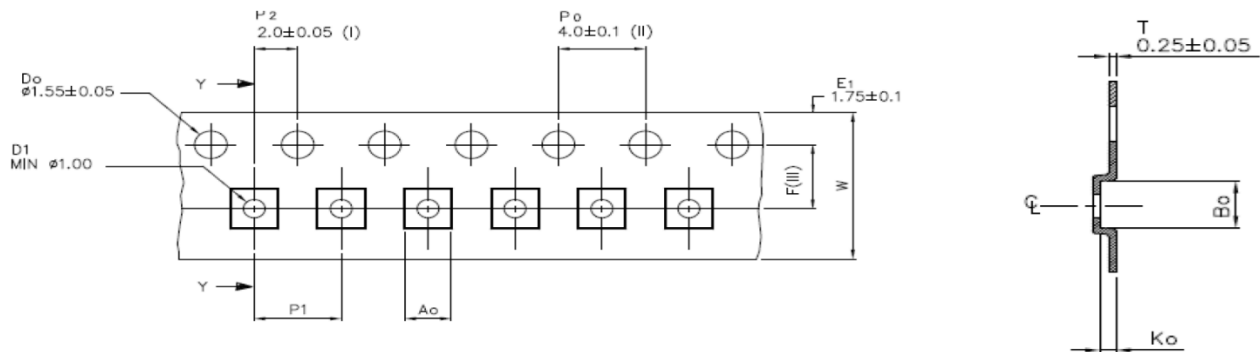 P2
2.0±0.05 (I)
Po
4.0±0.1 (II)
T
0.25±0.05
Do
ø1.55±0.05
Y
E1
1.75±0.1
D1
MIN ø1.00
F(III)
W
Bo
℄
Y
P1
Ao
Ko